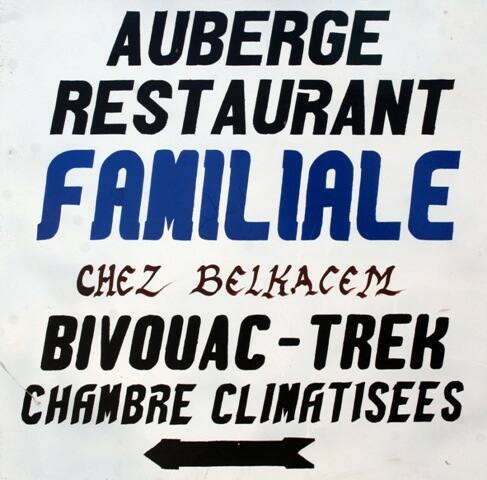 AUBERGE
RESTAURANT
FAMILIALE
CHEZ BELKACEM
BIVOUAC - TREK
CHAMBRE CLIMATISEES